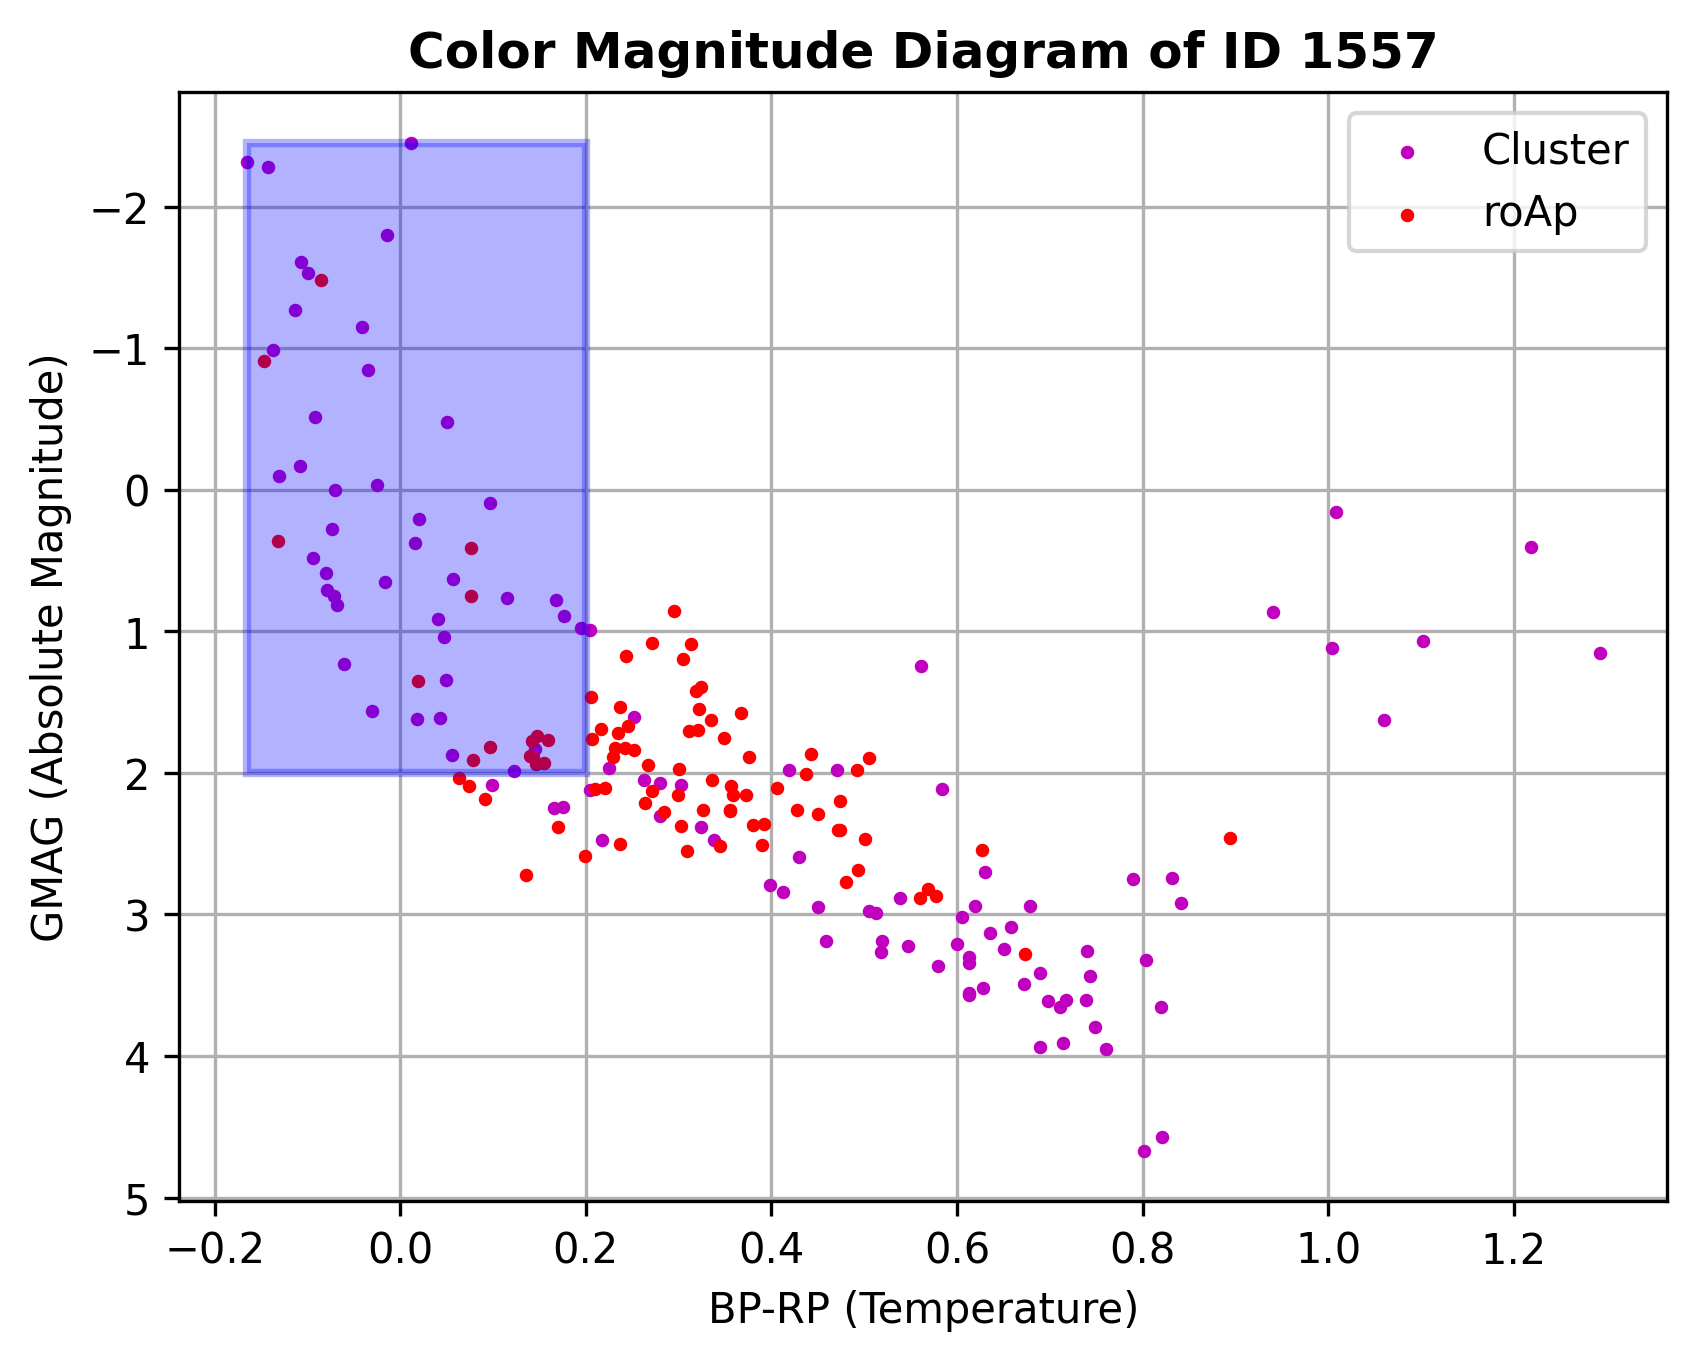 Color Magnitude Diagram of ID 1557
Cluster
roAp
GMAG (Absolute Magnitude)
−2
−1
0
1
2
3
4
5
−0.2 0.0 0.2 0.4 0.6 0.8 1.0 1.2
BP-RP (Temperature)